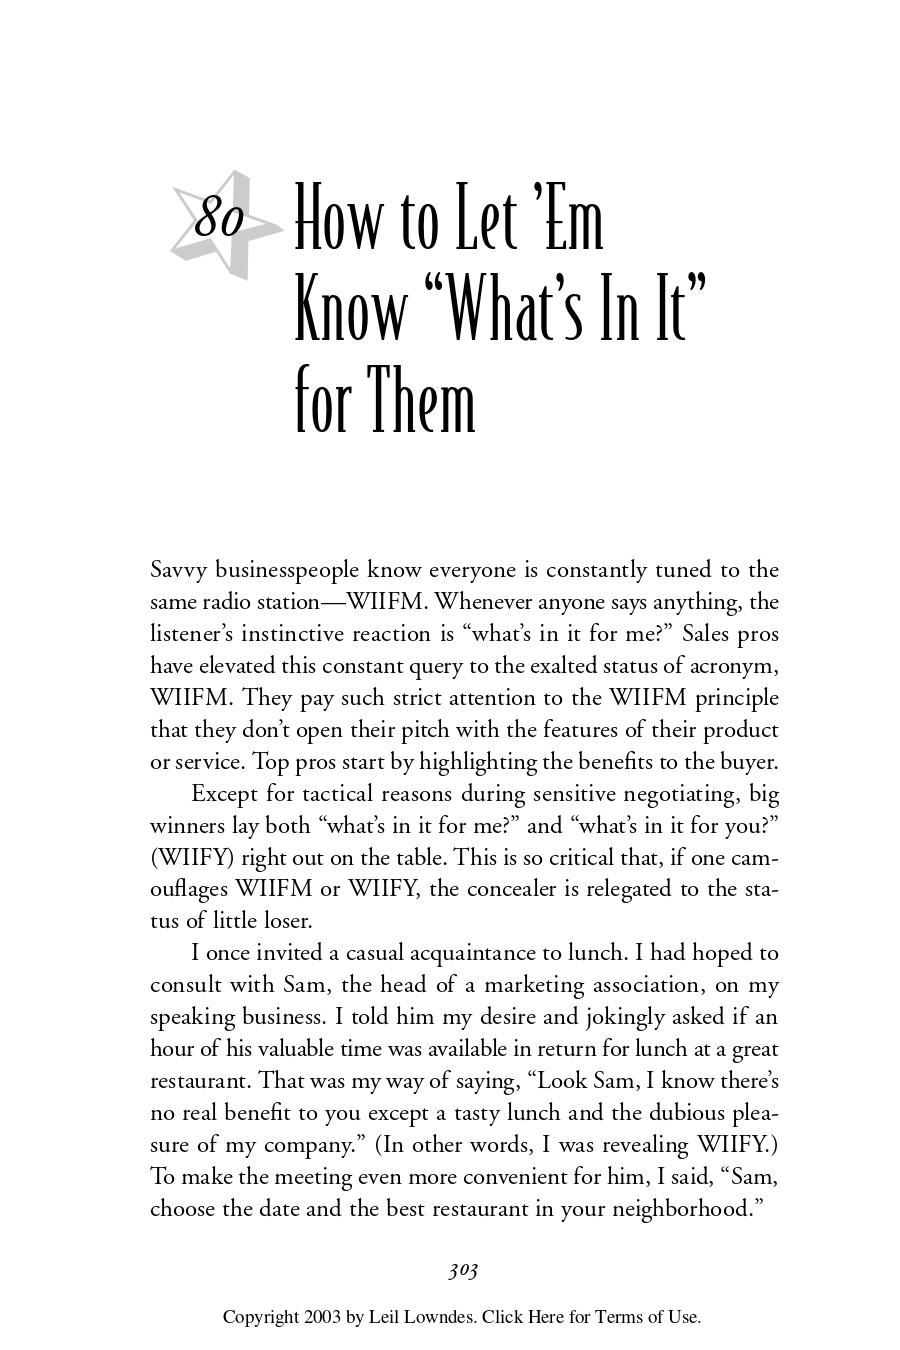 80
How to Let ’Em
Know “What’s In It”
for Them
Savvy businesspeople know everyone is constantly tuned to the
same radio station—WIIFM. Whenever anyone says anything, the
listener’s instinctive reaction is “what’s in it for me?” Sales pros
have elevated this constant query to the exalted status of acronym,
WIIFM. They pay such strict attention to the WIIFM principle
that they don’t open their pitch with the features of their product
or service. Top pros start by highlighting the benefits to the buyer.
Except for tactical reasons during sensitive negotiating, big
winners lay both “what’s in it for me?” and “what’s in it for you?”
(WIIFY) right out on the table. This is so critical that, if one cam-
ouflages WIIFM or WIIFY, the concealer is relegated to the sta-
tus of little loser.
I once invited a casual acquaintance to lunch. I had hoped to
consult with Sam, the head of a marketing association, on my
speaking business. I told him my desire and jokingly asked if an
hour of his valuable time was available in return for lunch at a great
restaurant. That was my way of saying, “Look Sam, I know there’s
no real benefit to you except a tasty lunch and the dubious plea-
sure of my company.” (In other words, I was revealing WIIFY.)
To make the meeting even more convenient for him, I said, “Sam,
choose the date and the best restaurant in your neighborhood.”
303
Copyright 2003 by Leil Lowndes. Click Here for Terms of Use.